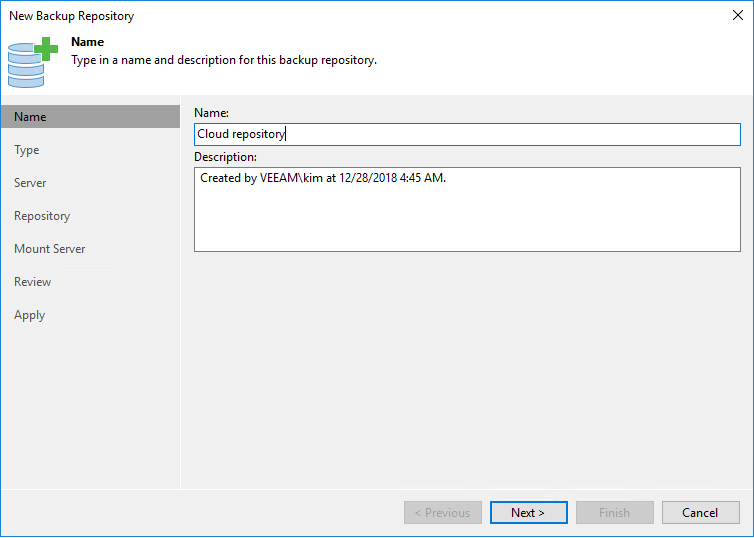 New Backup Repository
Name
Type in a name and description for this backup repository.
Name
Type
Server
Repository
Mount Server
Review
Apply
Name:
Cloud repository
Description:
Created by VEEAM\kim at 12/28/2018 4:45 AM.
< Previous
Next >
Finish
Cancel